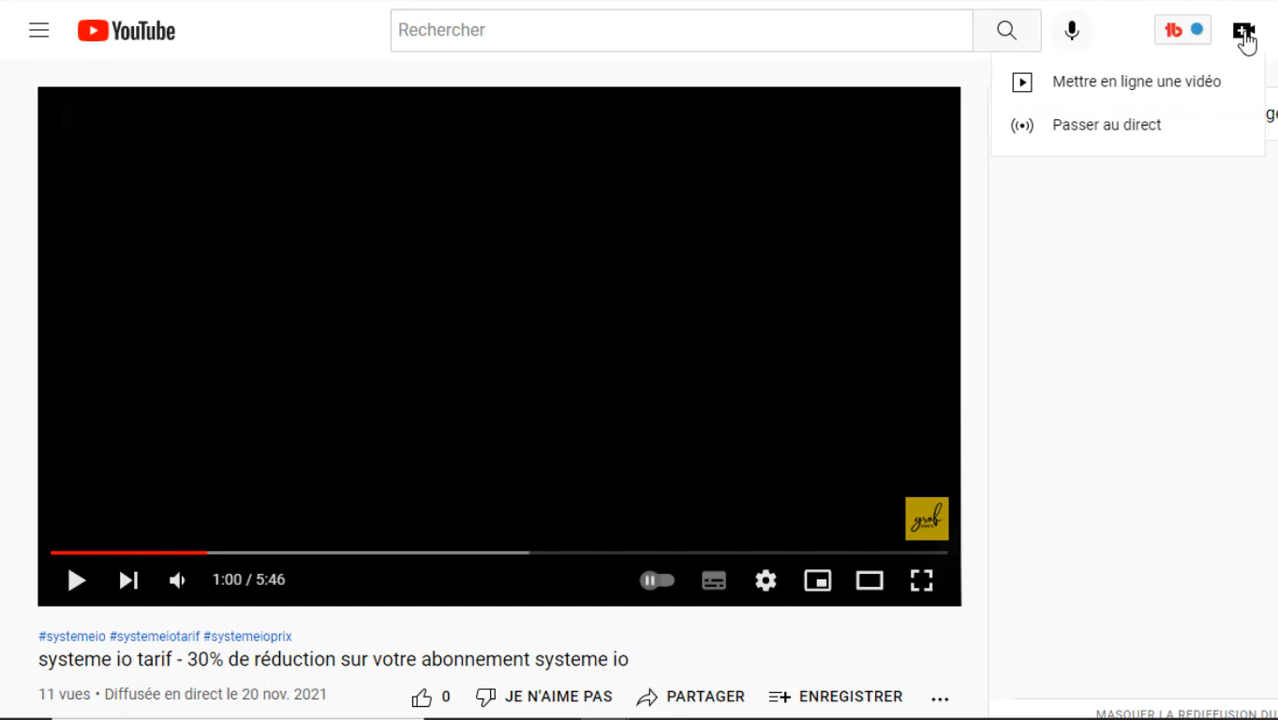 YouTube
Rechercher
Mettre en ligne une vidéo
Passer au direct
grob
1:00 / 5:46
#systemeio #systemeiotarif #systemeioprix
systeme io tarif - 30% de réduction sur votre abonnement systeme io
11 vues • Diffusée en direct le 20 nov. 2021
0
JE N'AIME PAS
PARTAGER
ENREGISTRER
MASQUER LA REDIFFUSION DU